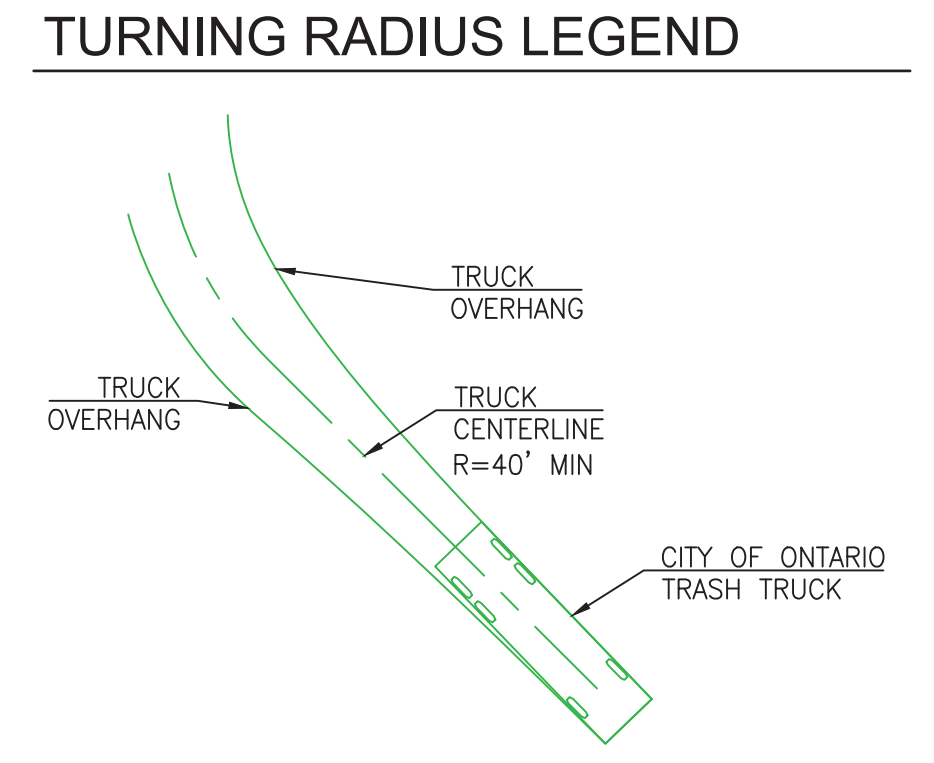 TURNING RADIUS LEGEND
TRUCK
OVERHANG
TRUCK
OVERHANG
TRUCK
CENTERLINE
R=40' MIN
CITY OF ONTARIO
TRASH TRUCK